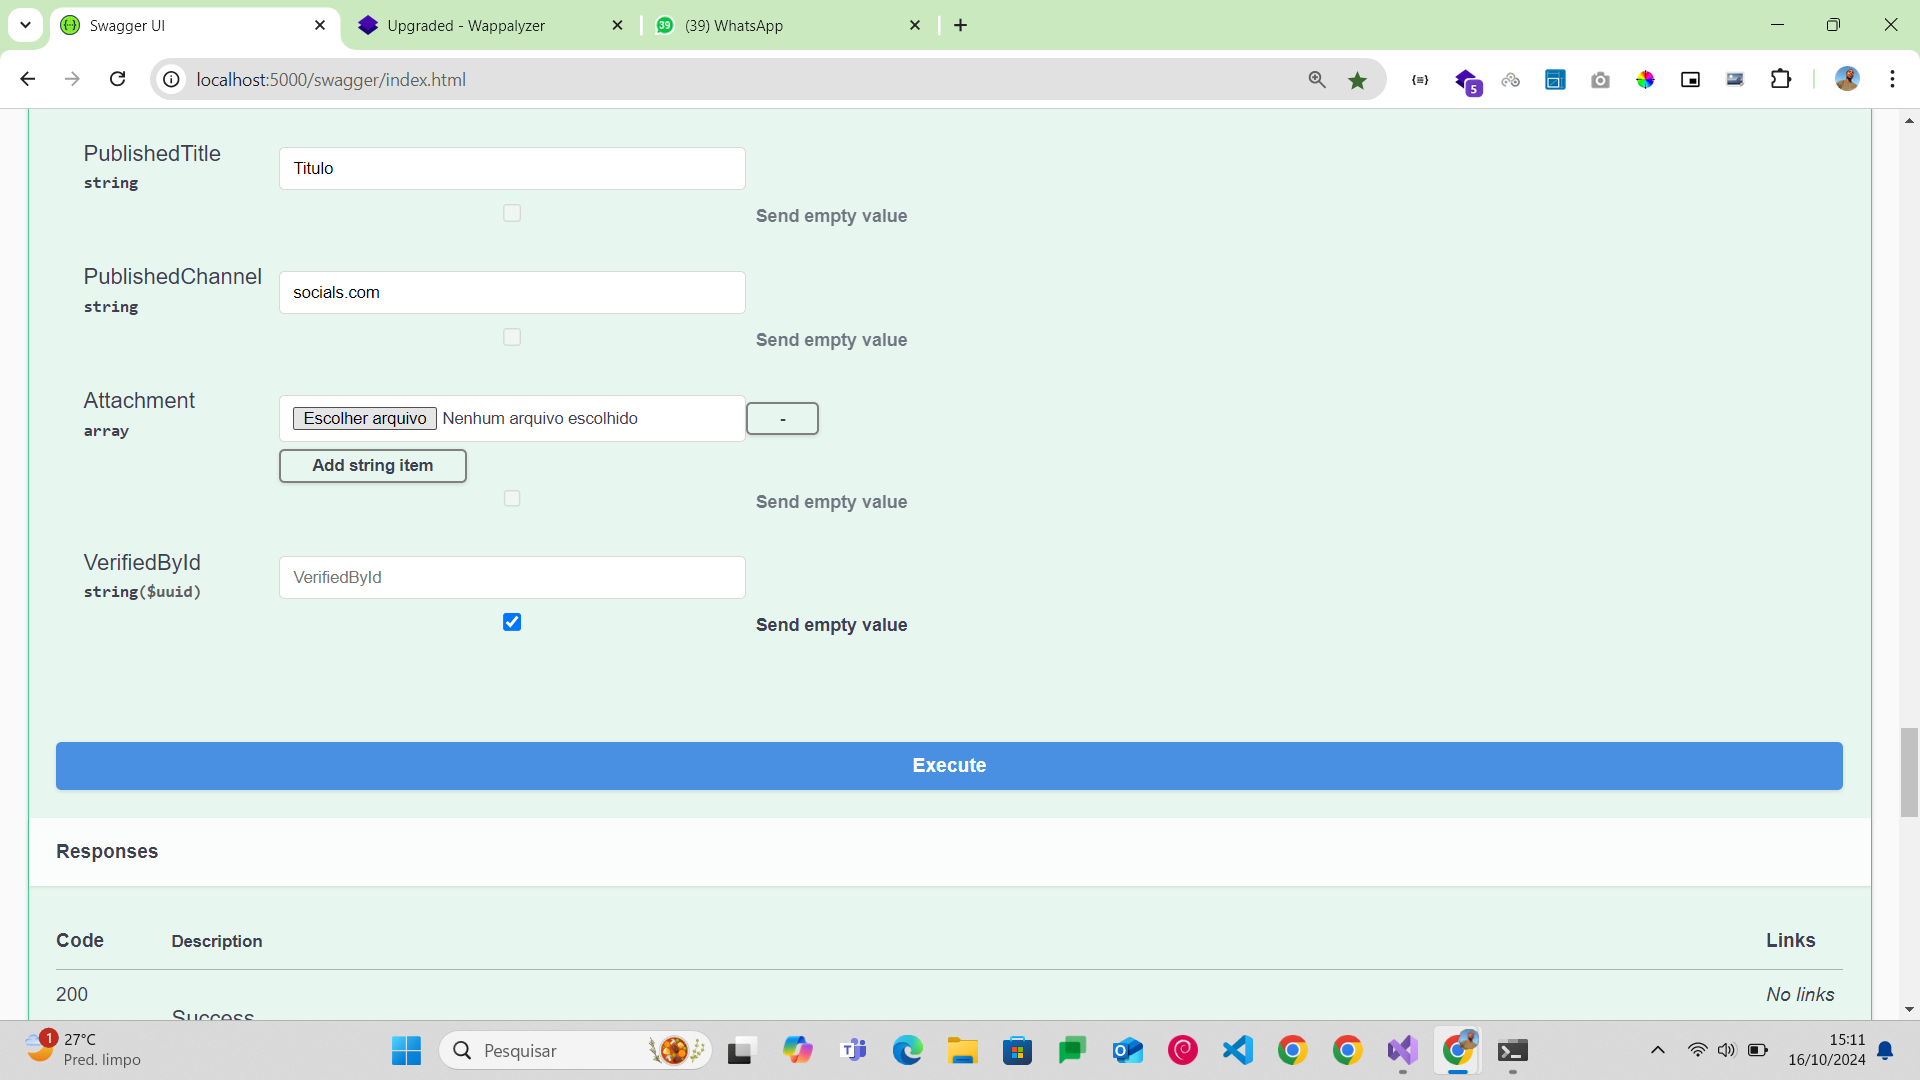 Swagger UI
Upgraded - Wappalyzer
39
(39) WhatsApp
localhost:5000/swagger/index.html
5
PublishedTitle
string
Titulo
Send empty value
PublishedChannel
string
socials.com
Send empty value
Attachment
array
Escolher arquivo Nenhum arquivo escolhido
-
Add string item
Send empty value
VerifiedById
string($uuid)
VerifiedById
Send empty value
Execute
Responses
Code
Description
Links
200
Success
No links
1
27°C
Pred. limpo
Pesquisar
15:11
16/10/2024